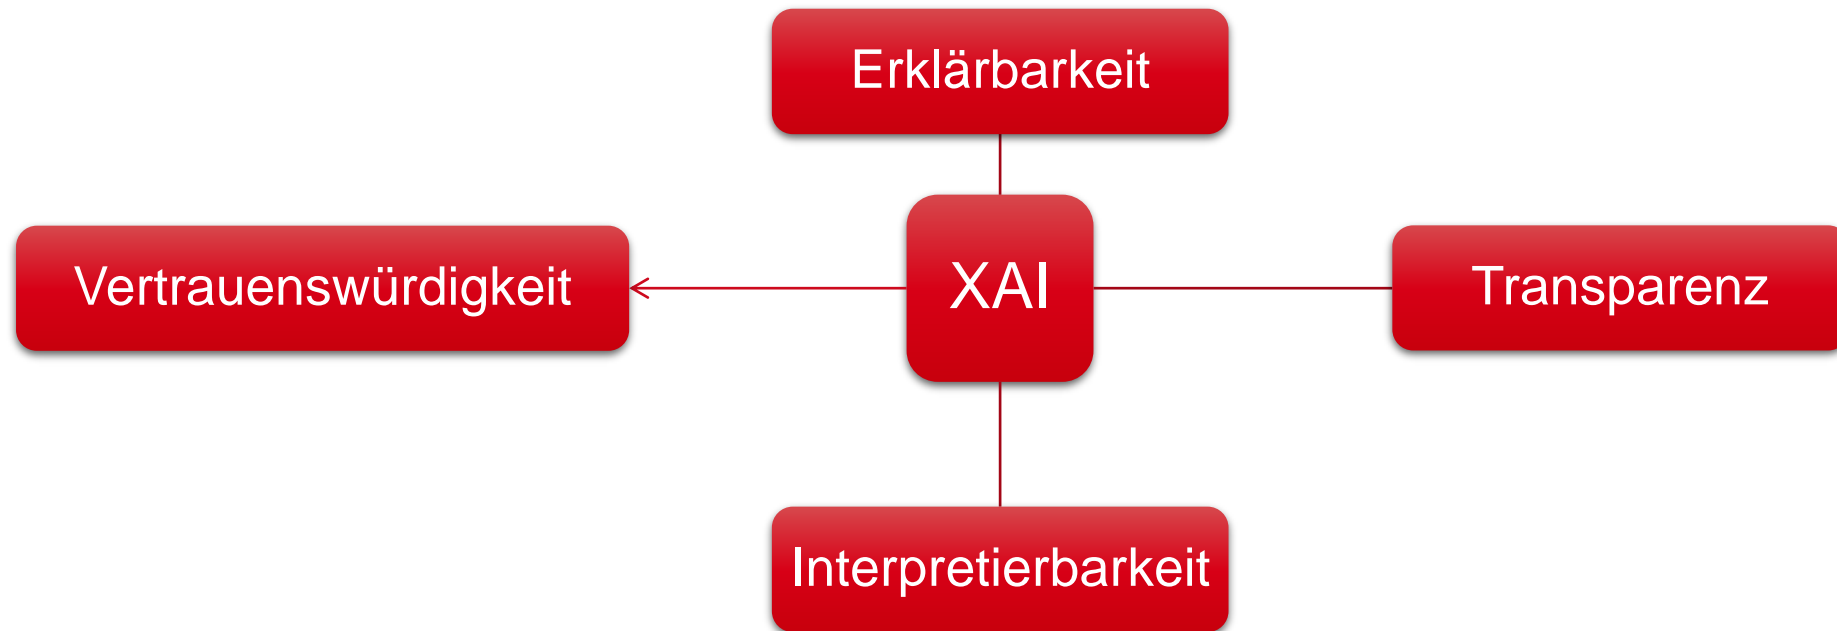 Erklärbarkeit
Vertrauenswürdigkeit
XAI
Transparenz
Interpretierbarkeit